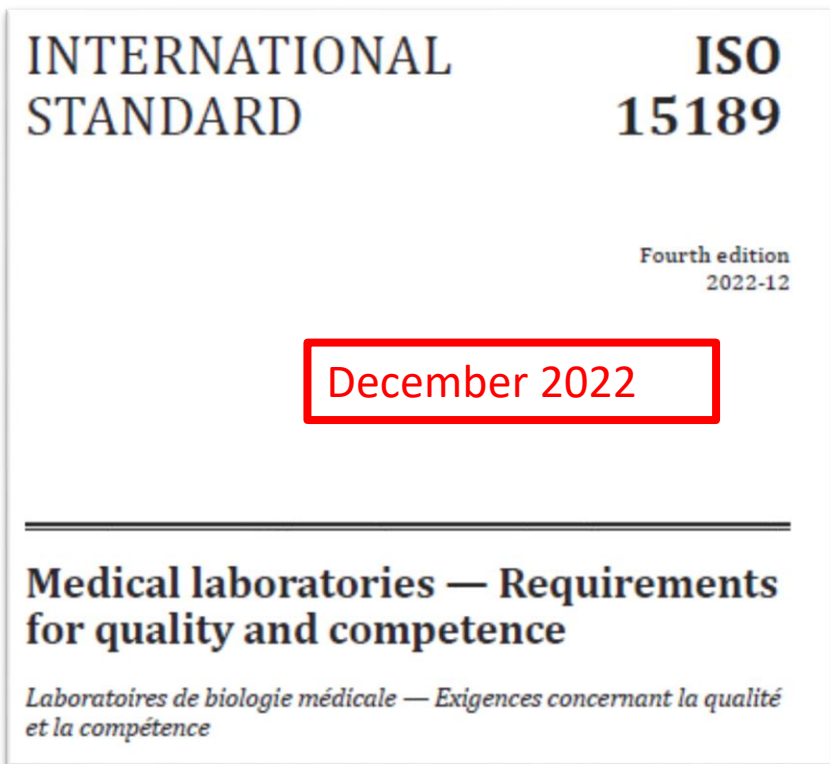 INTERNATIONAL
STANDARD
ISO
15189
Fourth edition
2022-12
December 2022
Medical laboratories — Requirements
for quality and competence
Laboratoires de biologie médicale — Exigences concernant la qualité
et la compétence